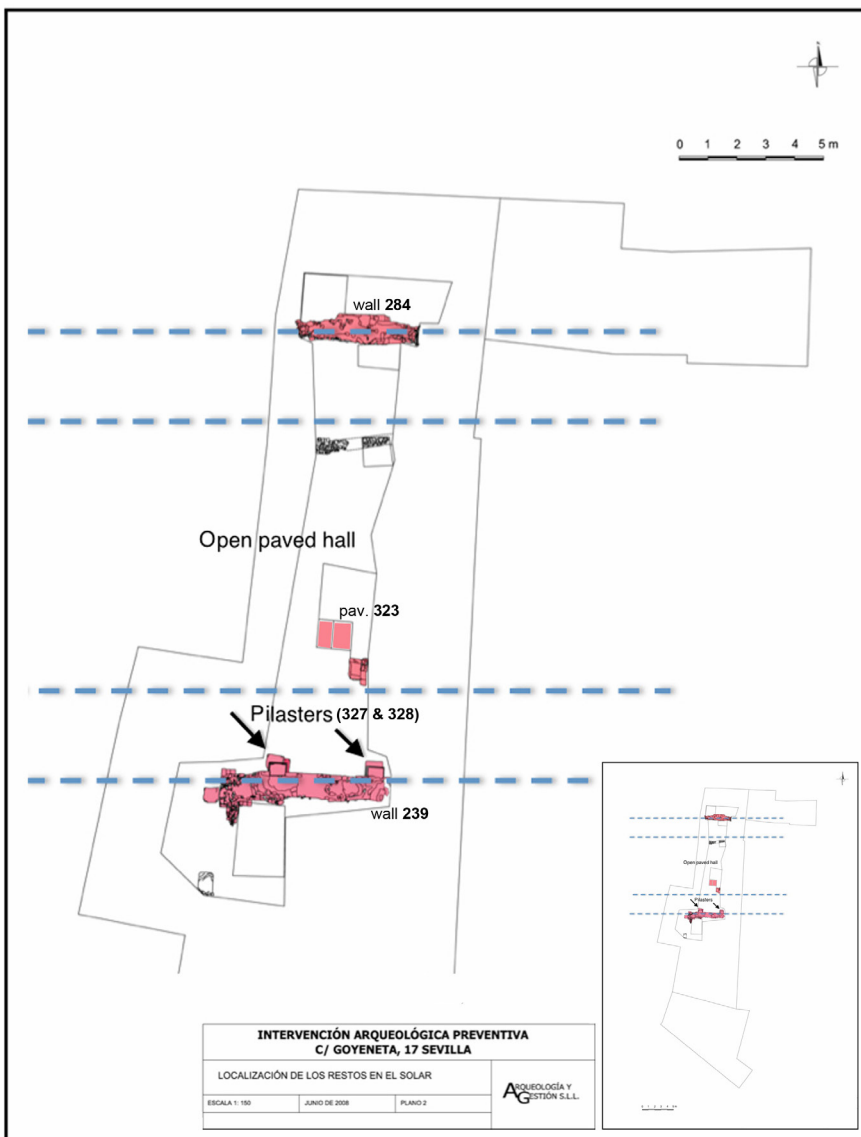 0 1 2 3 4 5 m
wall 284
Open paved hall
pav. 323
Pilasters (327 & 328)
wall 239
Open paved hall
Pilasters
INTERVENCIÓN ARQUEOLÓGICA PREVENTIVA
C/ GOYENETA, 17 SEVILLA
LOCALIZACIÓN DE LOS RESTOS EN EL SOLAR
ESCALA 1: 150 JUNIO DE 2008 PLANO 2
ARQUEOLOGÍA Y
GESTIÓN S.L.L.